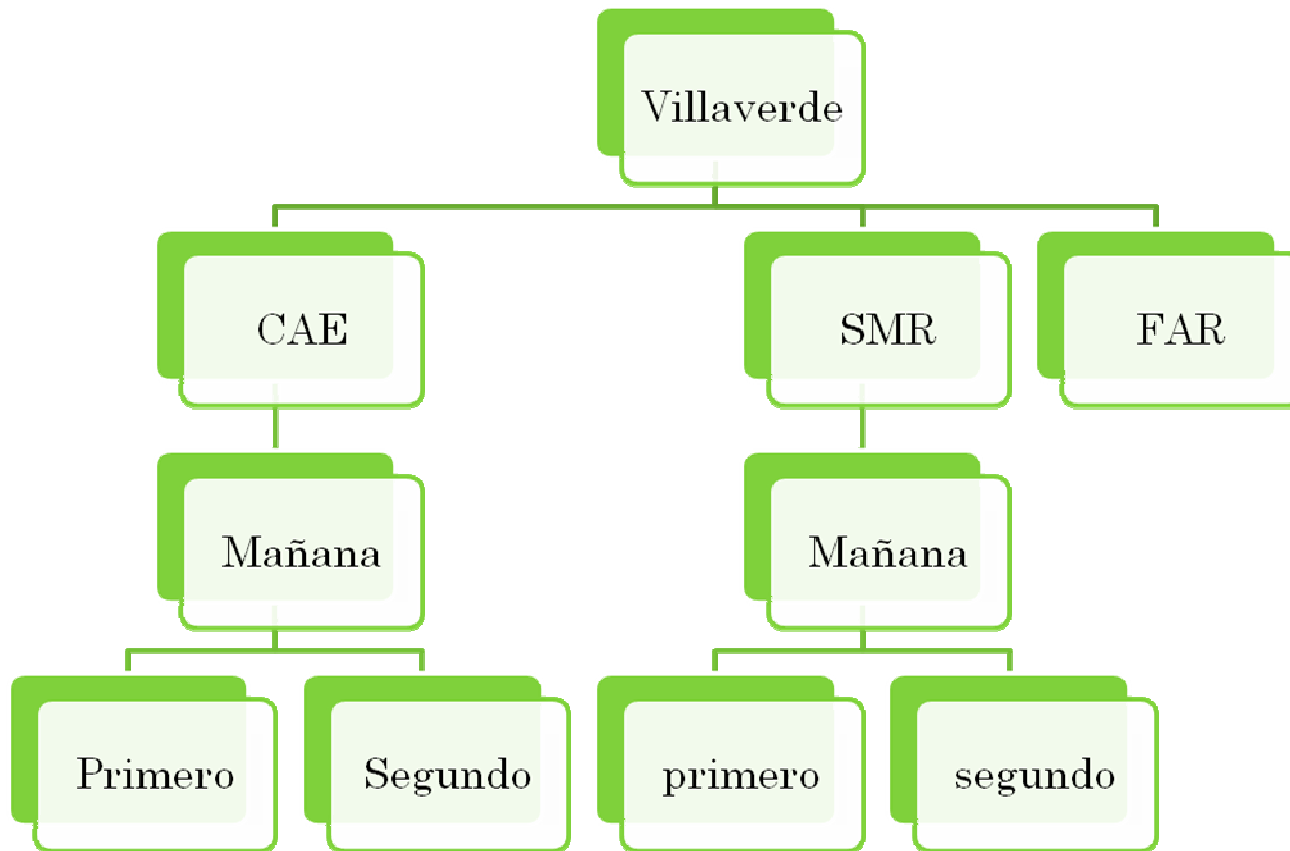 Villaverde
CAE
SMR
FAR
Mañana
Mañana
Primero
Segundo
primero
segundo